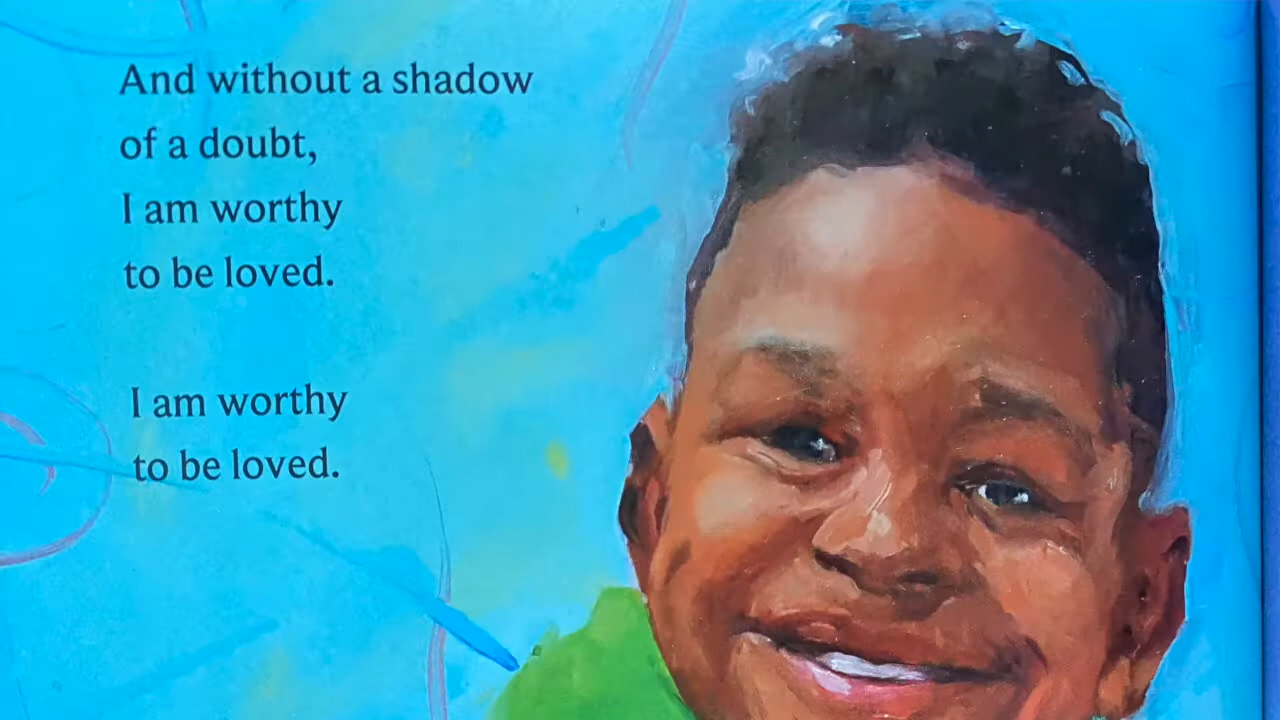 And without a shadow
of a doubt,
I am worthy
to be loved.
I am worthy
to be loved.